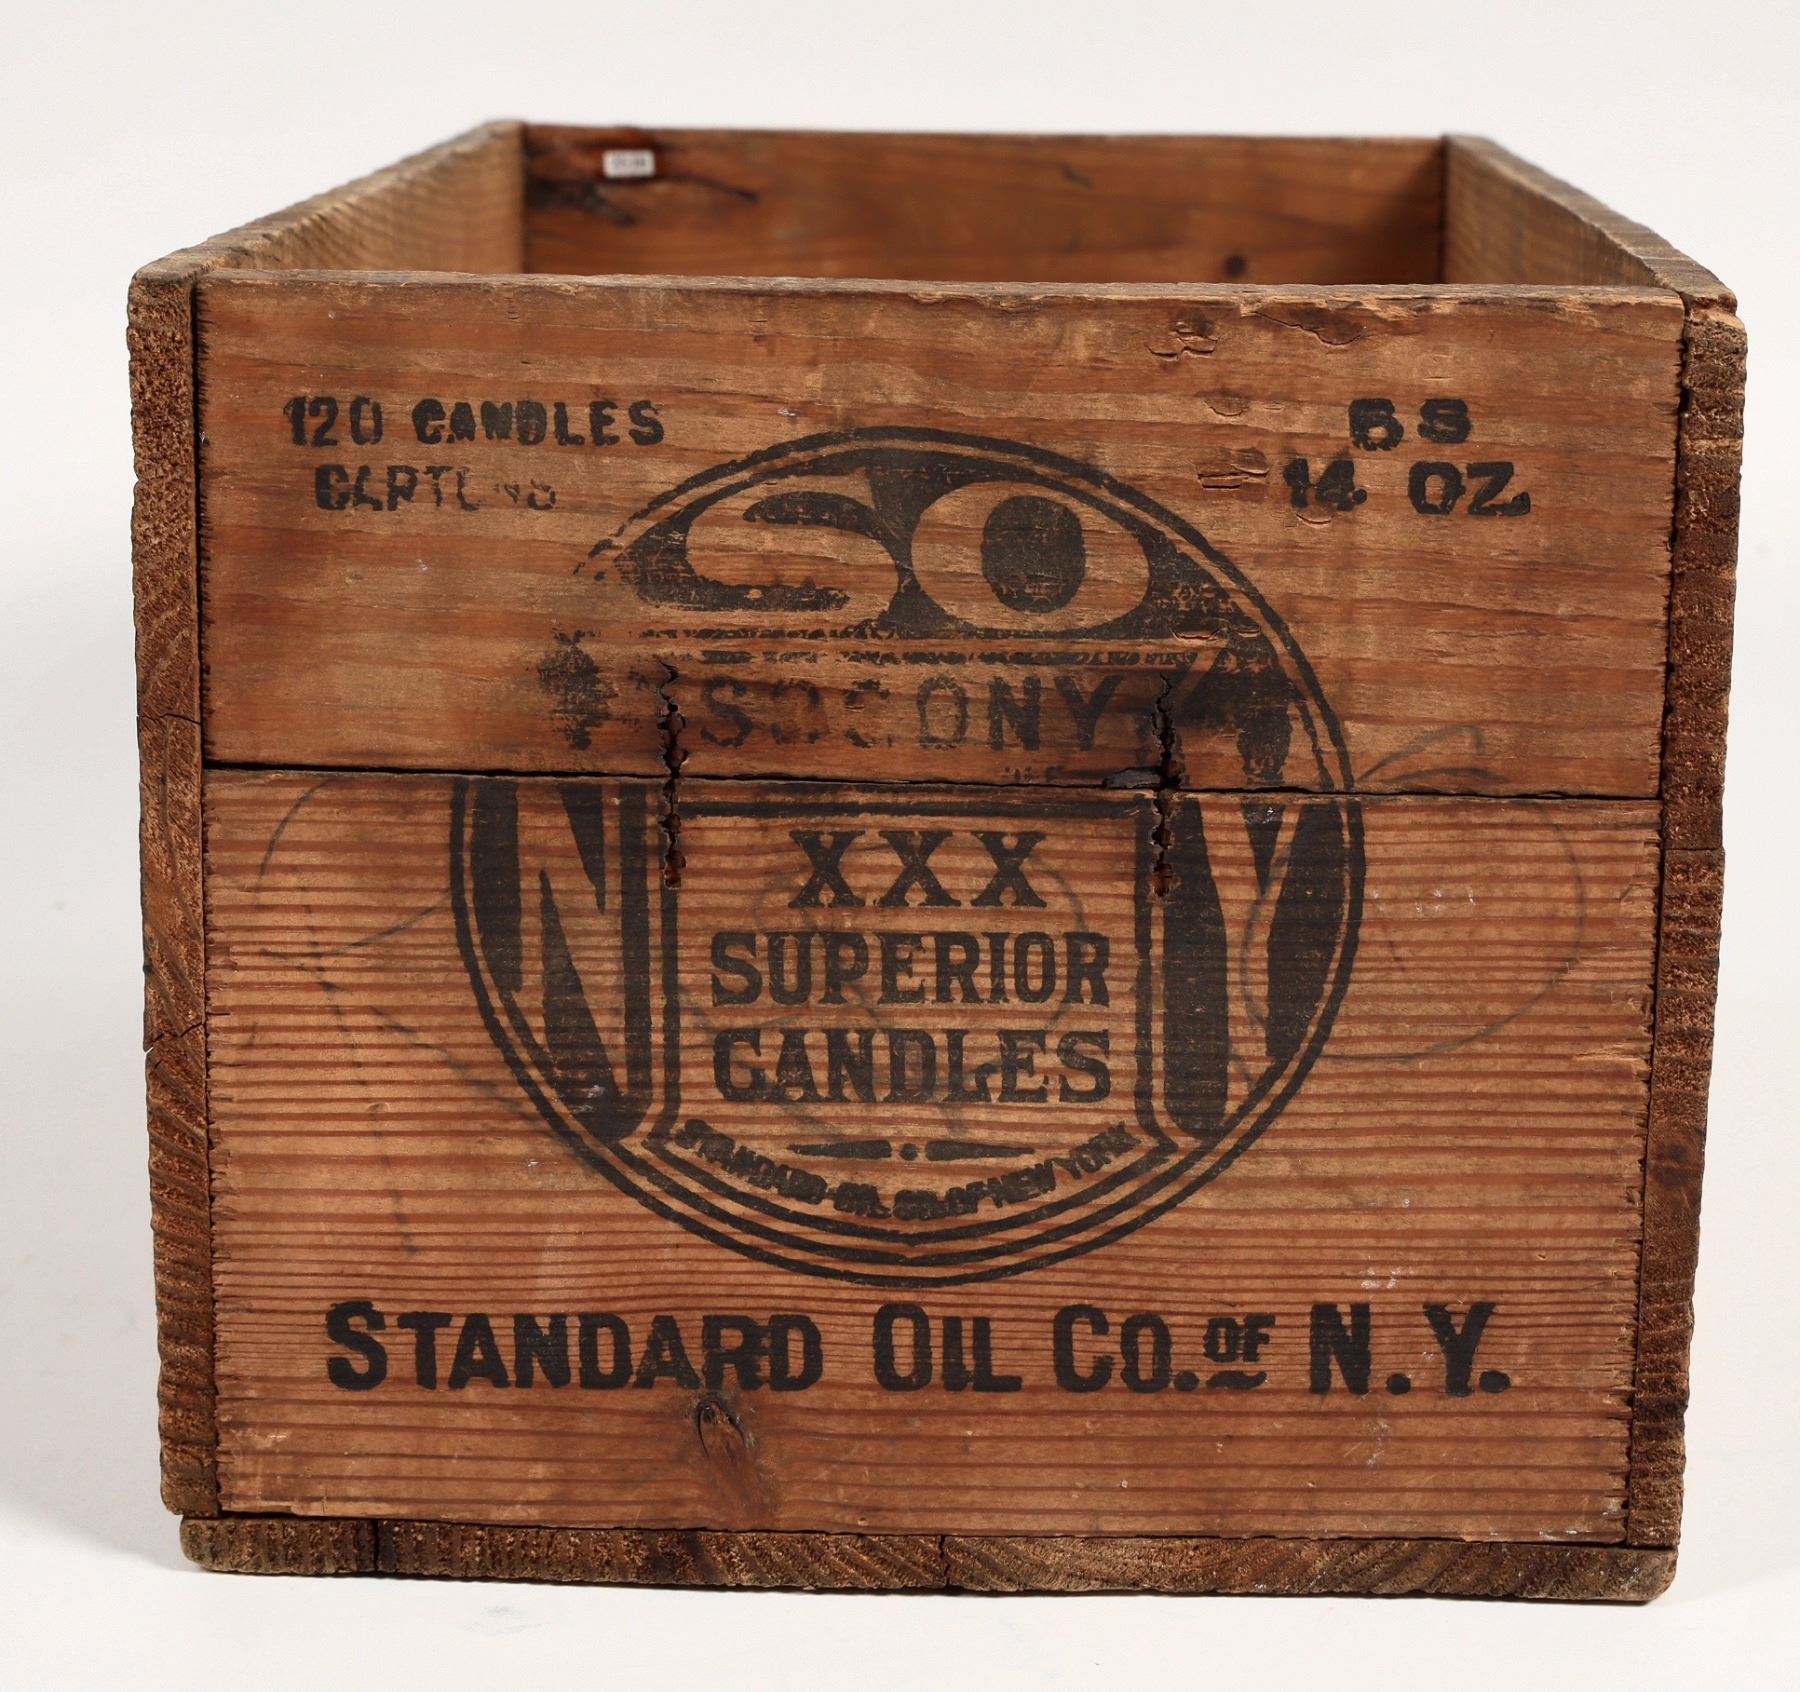 120 CANDLES
6S
14 OZ.
SO
SOCONY
N Y
XXX
SUPERIOR
CANDLES
STANDARD OIL CO. OF NEW YORK
STANDARD OIL CO. OF N.Y.